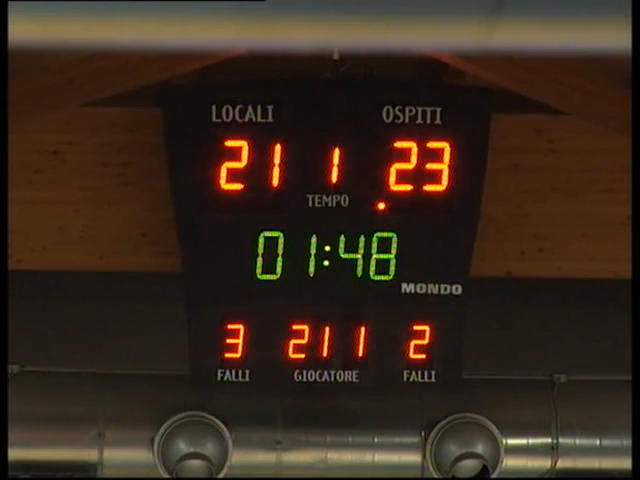 LOCALI OSPITI
21 1 23
TEMPO
01:48
MONDO
3 21 1 2
FALLI GIOCATORE FALLI